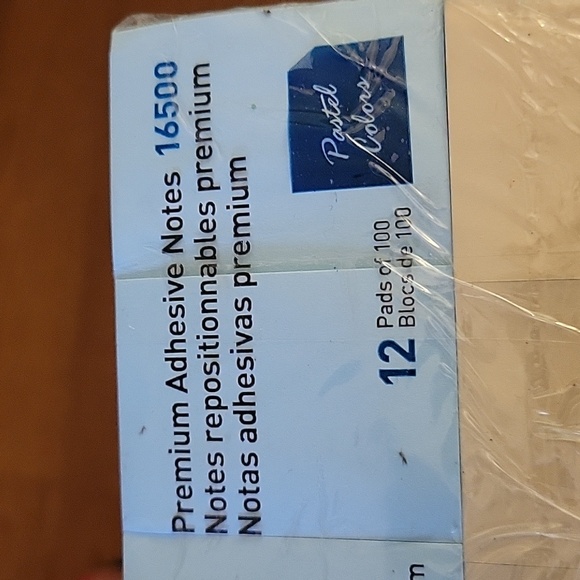 Premium Adhesive Notes 16500
Notes repositionnables premium
Notas adhesivas premium
Pastel
Colors
12 Pads of 100
Blocs de 100
m